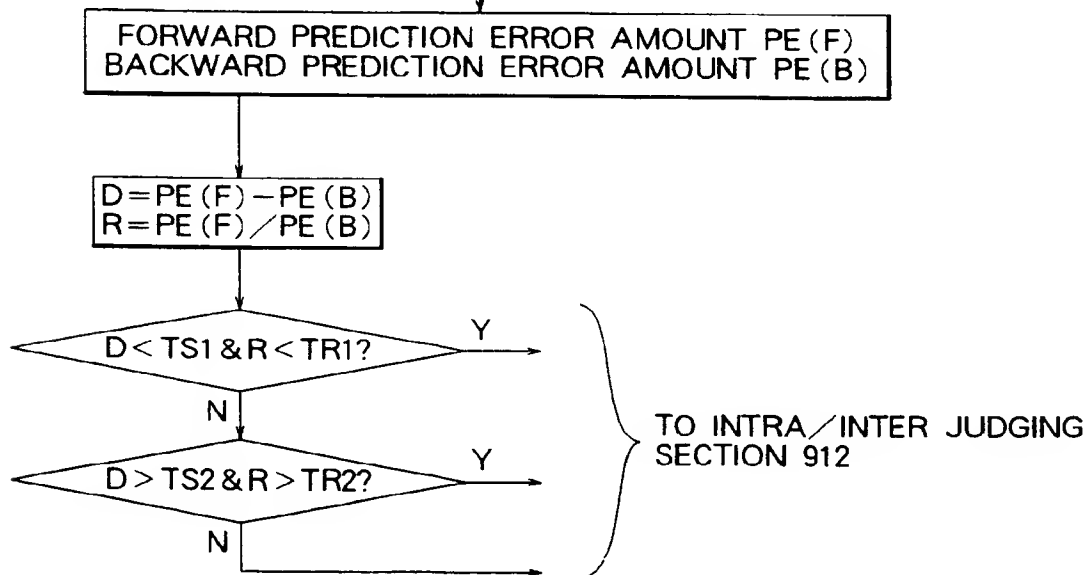 FORWARD PREDICTION ERROR AMOUNT PE(F)
BACKWARD PREDICTION ERROR AMOUNT PE(B)
D=PE(F)-PE(B)
R=PE(F)/PE(B)
D<TS1&R<TR1?
Y
N
TO INTRA/INTER JUDGING
SECTION 912
D>TS2&R>TR2?
Y
N